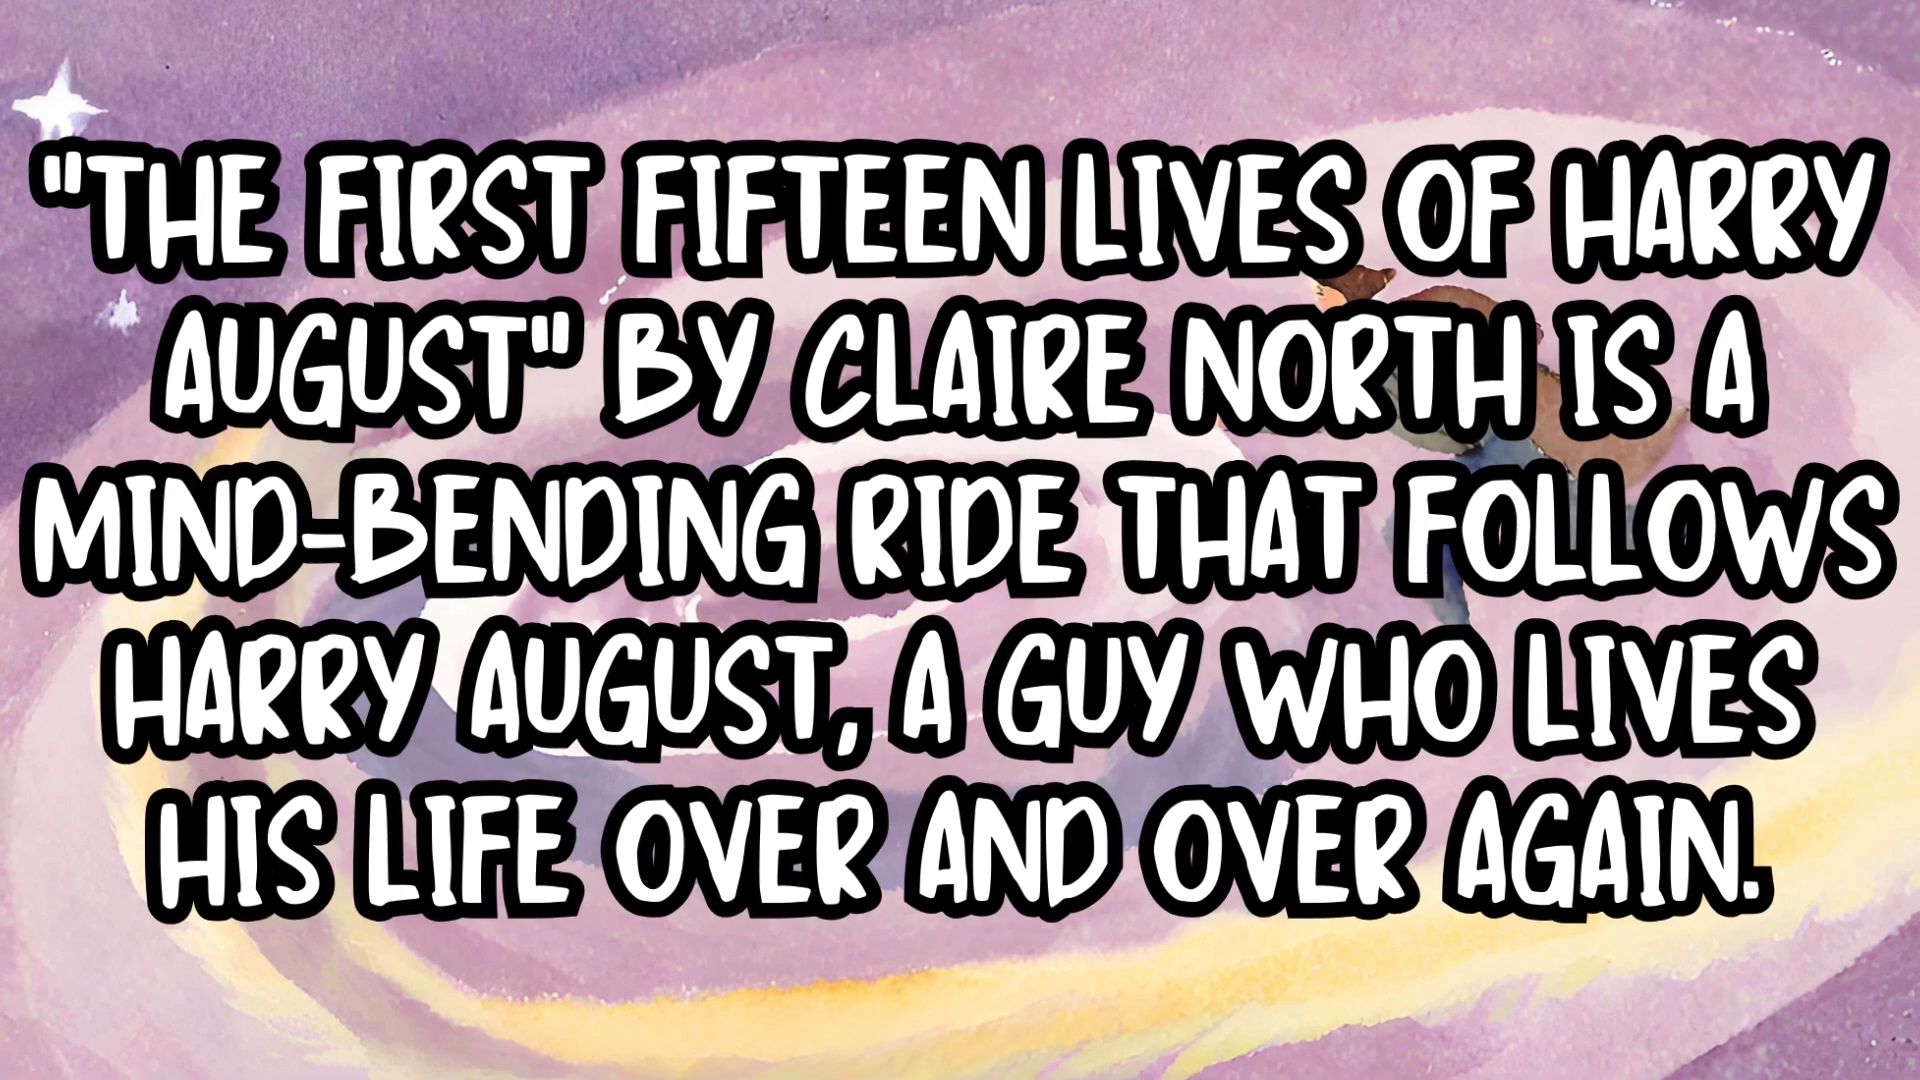 "THE FIRST FIFTEEN LIVES OF HARRY
AUGUST" BY CLAIRE NORTH IS A
MIND-BENDING RIDE THAT FOLLOWS
HARRY AUGUST, A GUY WHO LIVES
HIS LIFE OVER AND OVER AGAIN.